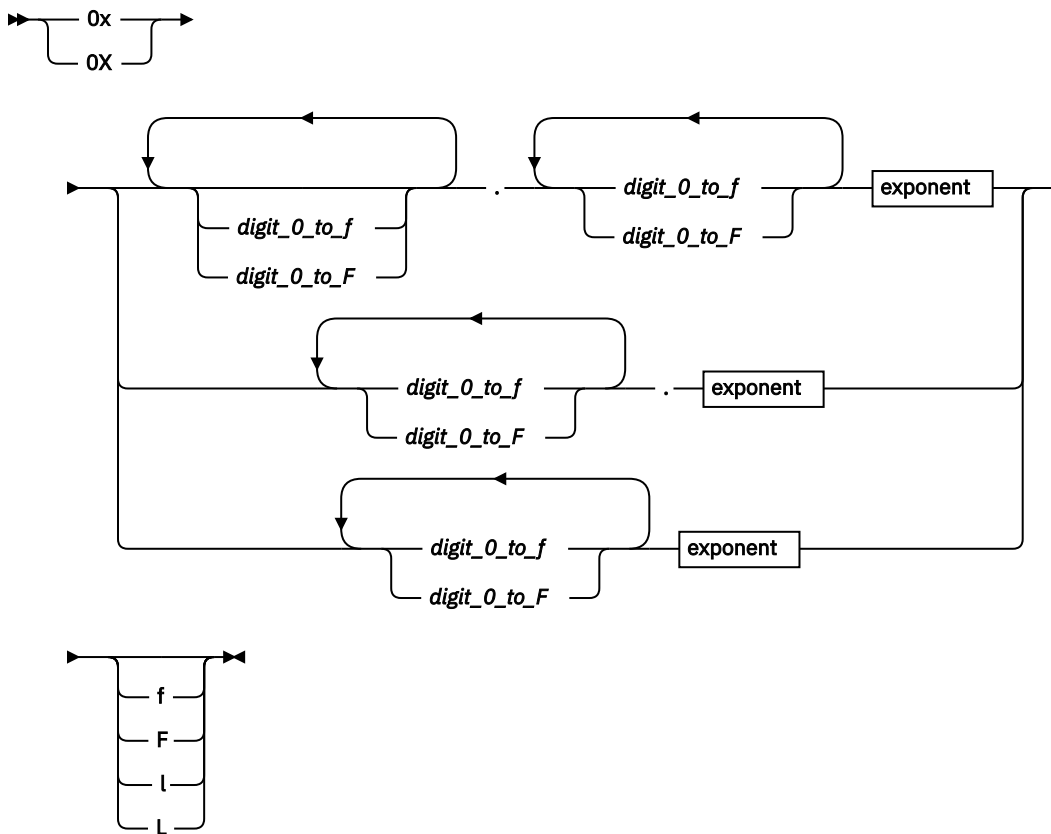 0x
0X
. digit_0_to_f exponent
digit_0_to_f digit_0_to_F
digit_0_to_F
digit_0_to_f . exponent
digit_0_to_F
digit_0_to_f exponent
digit_0_to_F
f
F
l
L